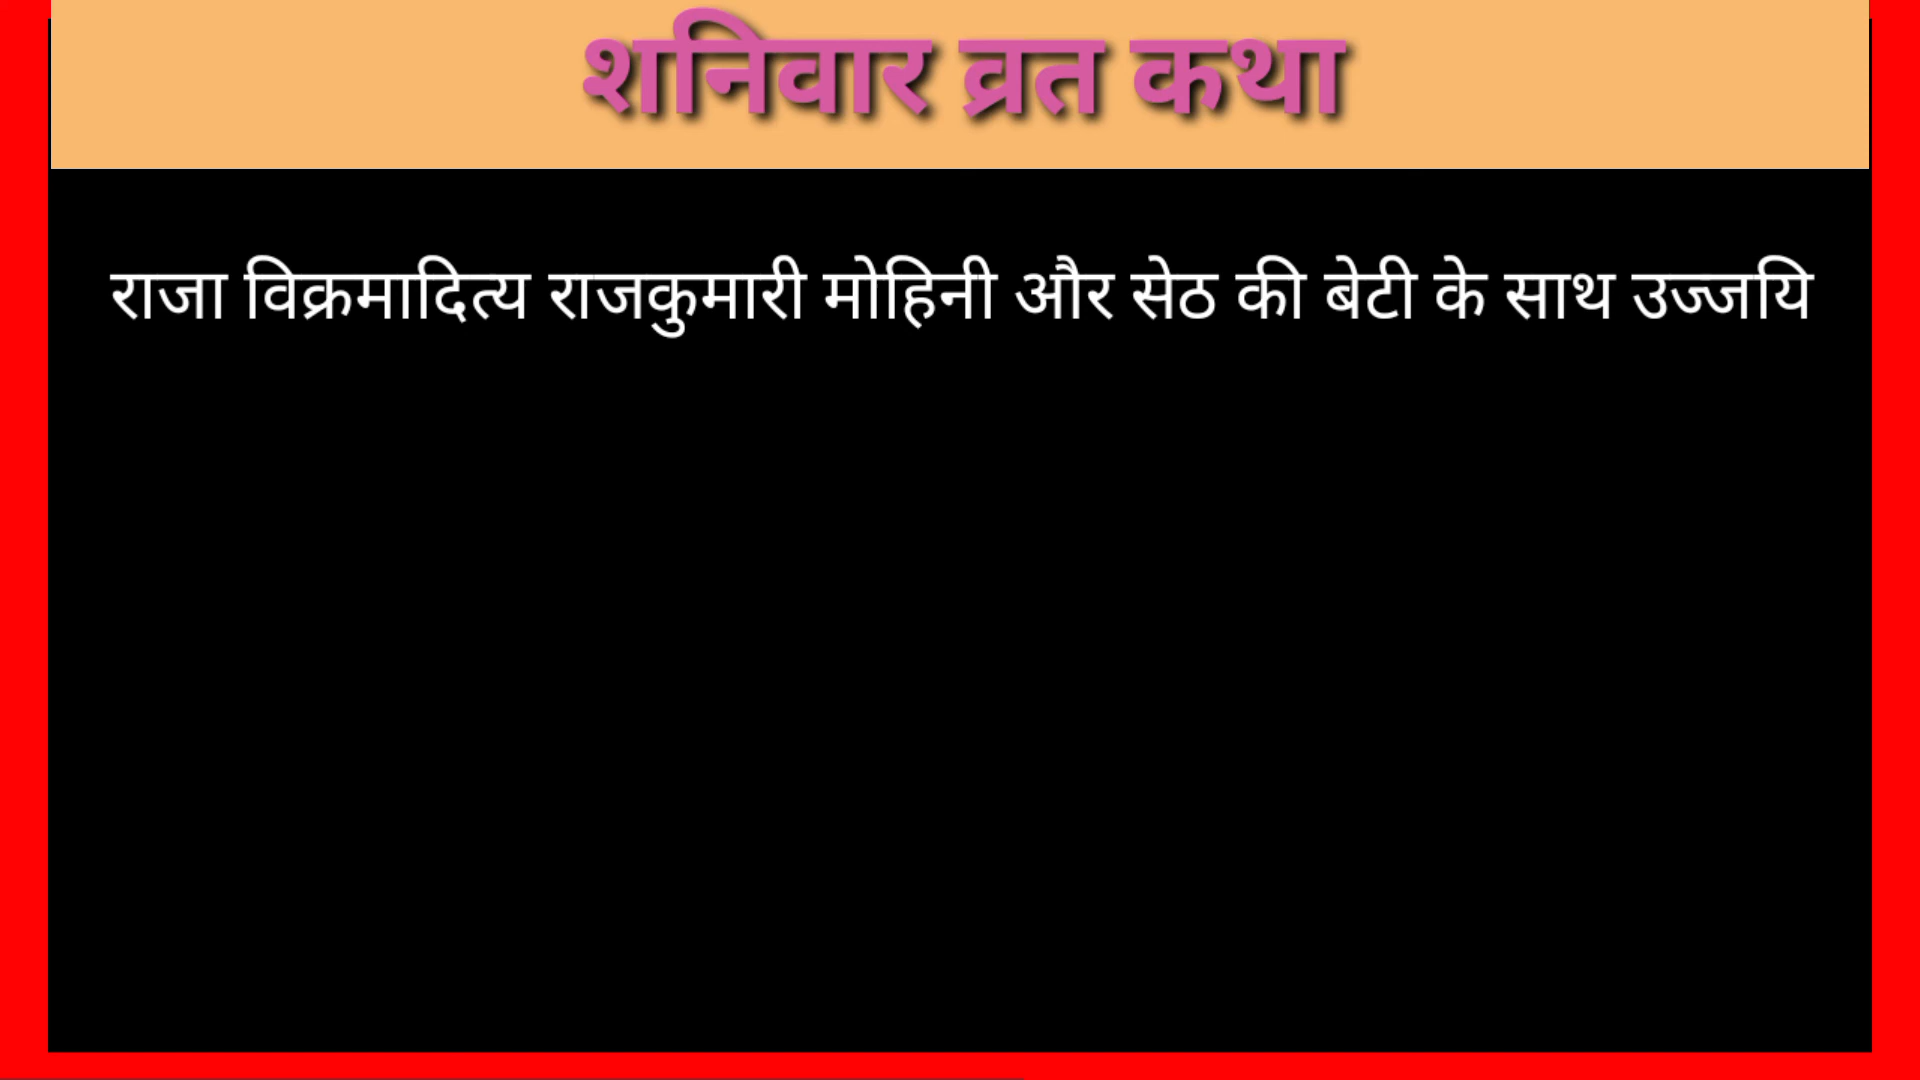 शनिवार व्रत कथा
राजा विक्रमादित्य राजकुमारी मोहिनी और सेठ की बेटी के साथ उज्जयि